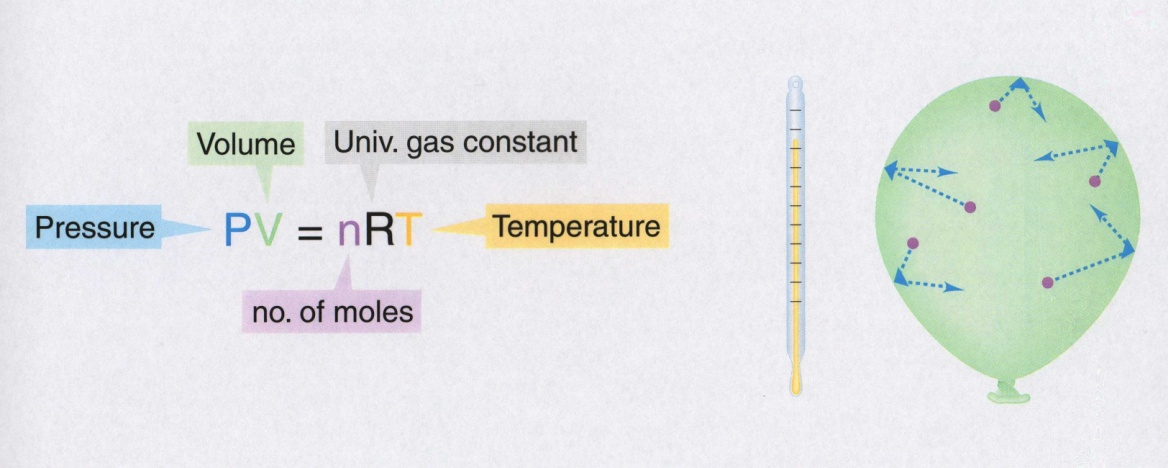 Volume
Univ. gas constant
Pressure
PV = nRT
Temperature
no. of moles